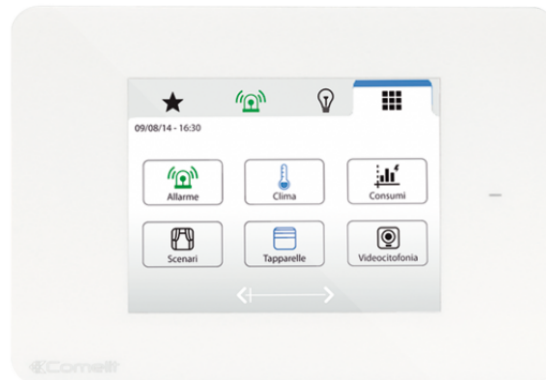 09/08/14 - 16:30
Allarme
Clima
Consumi
Scenari
Tapparelle
Videocitofonia
Comelit